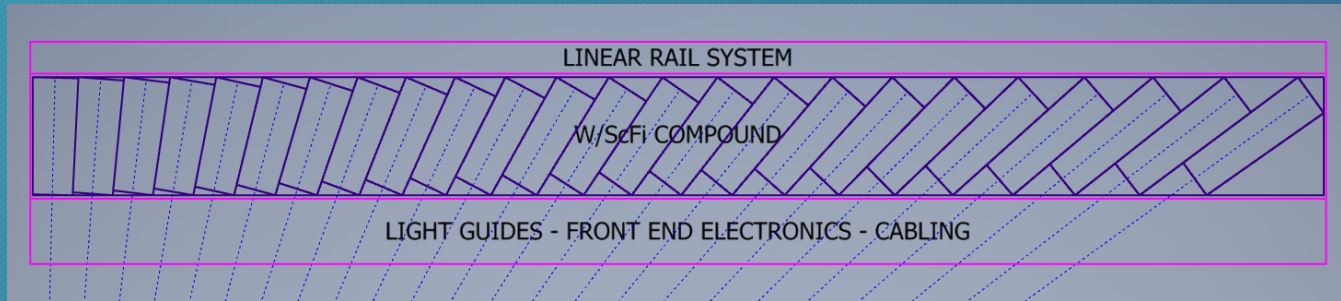 LINEAR RAIL SYSTEM
W/ScFi COMPOUND
LIGHT GUIDES - FRONT END ELECTRONICS - CABLING